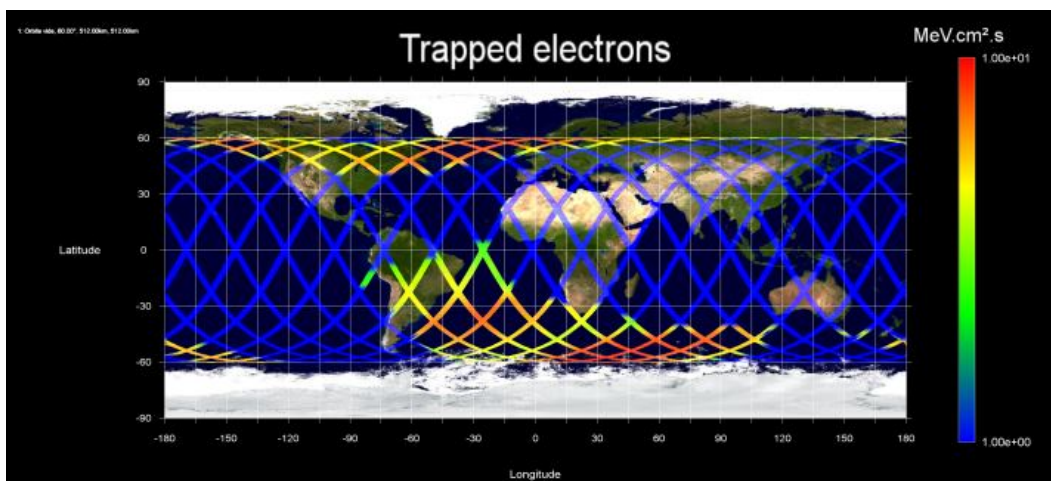 1: Orbite vide, 60.00°, 512.00km, 512.00km
Trapped electrons
MeV.cm².s
1.00e+01
1.00e+00
90
60
30
0
-30
-60
-90
Latitude
-180 -150 -120 -90 -60 -30 0 30 60 90 120 150 180
Longitude